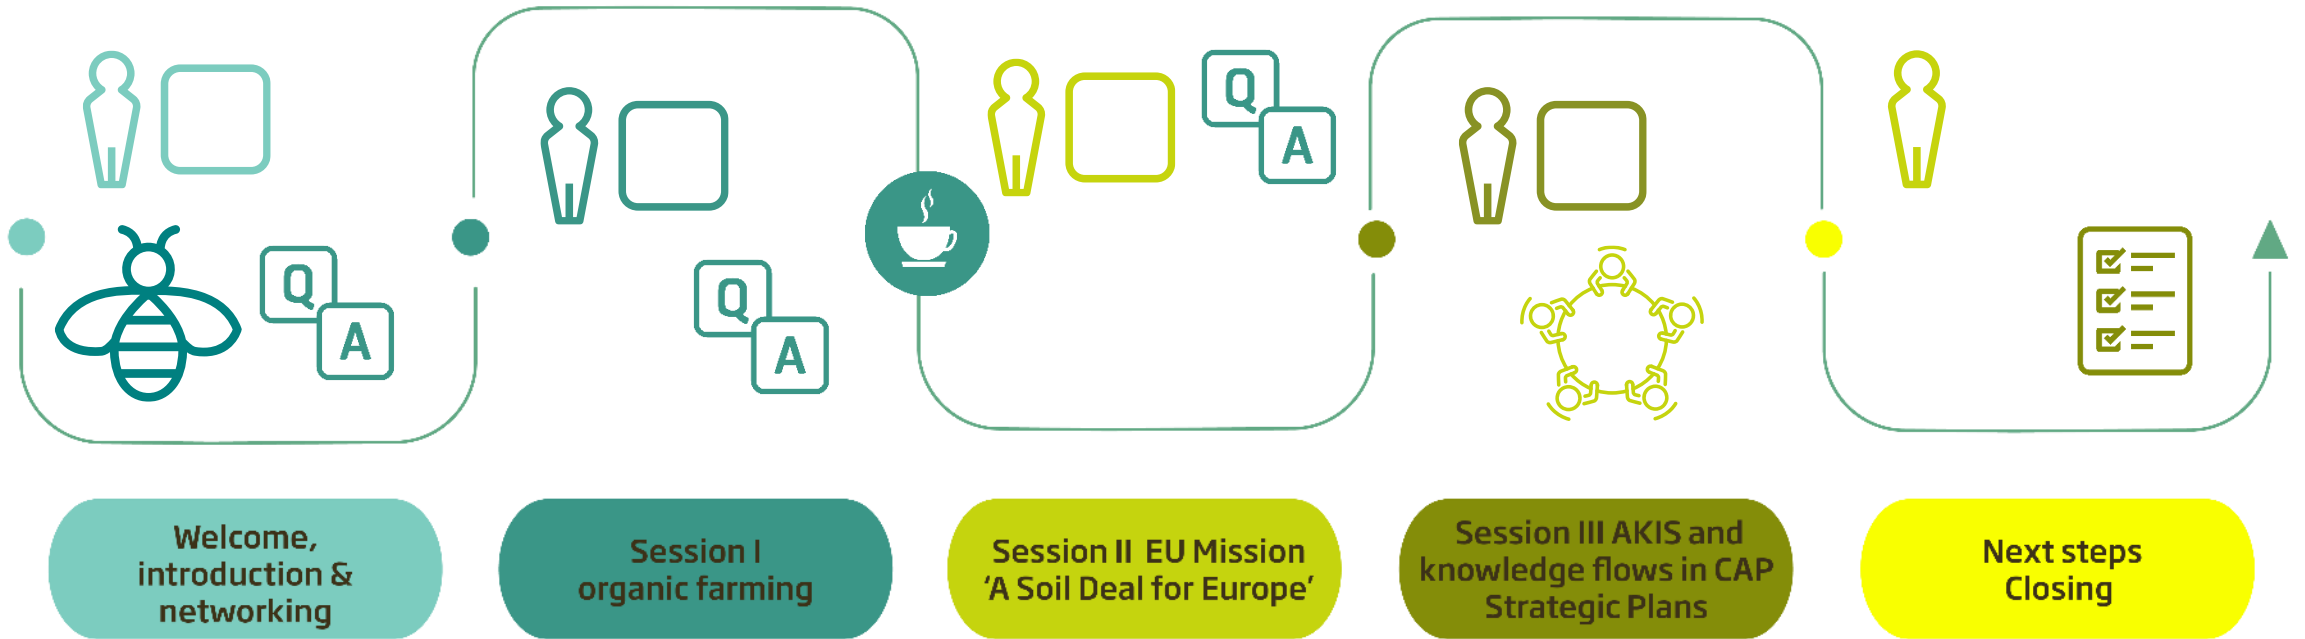 Q
A
Q
A
Q
A
Welcome,
introduction &
networking
Session I
organic farming
Session II EU Mission
‘A Soil Deal for Europe’
Session III AKIS and
knowledge flows in CAP
Strategic Plans
Next steps
Closing